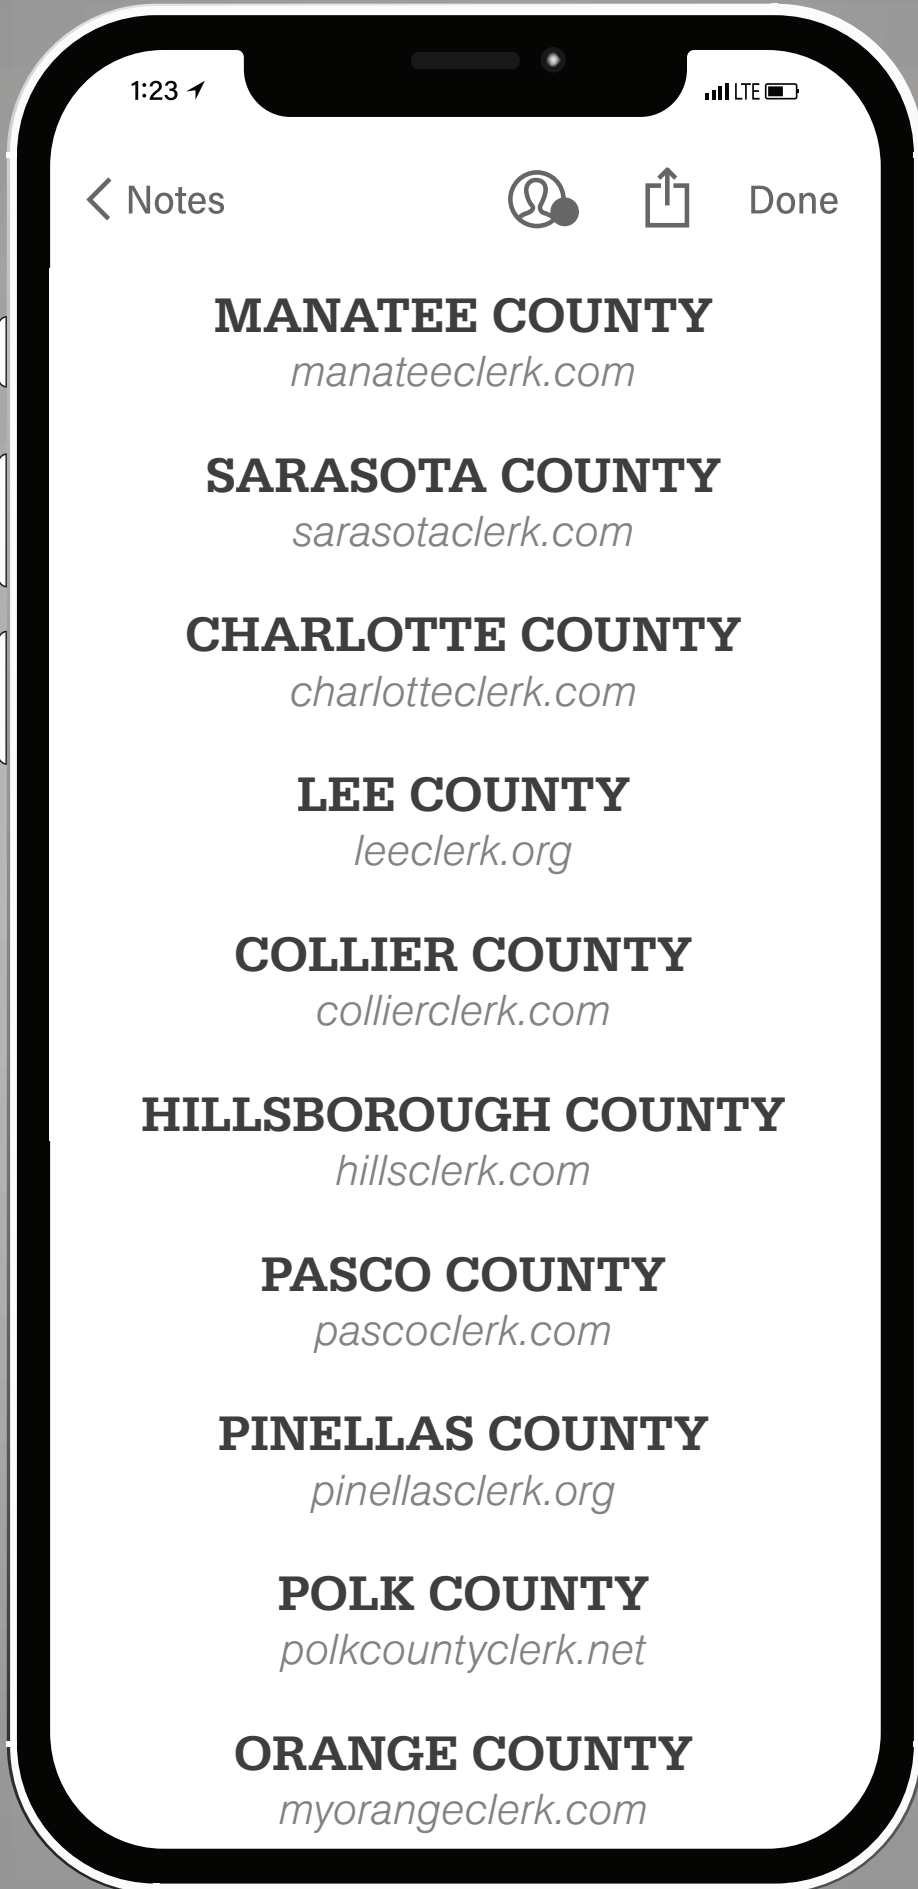 1:23 LTE
Notes Done
MANATEE COUNTY
manateeclerk.com
SARASOTA COUNTY
sarasotaclerk.com
CHARLOTTE COUNTY
charlotteclerk.com
LEE COUNTY
leeclerk.org
COLLIER COUNTY
collierclerk.com
HILLSBOROUGH COUNTY
hillsclerk.com
PASCO COUNTY
pascoclerk.com
PINELLAS COUNTY
pinellasclerk.org
POLK COUNTY
polkcountyclerk.net
ORANGE COUNTY
myorangeclerk.com